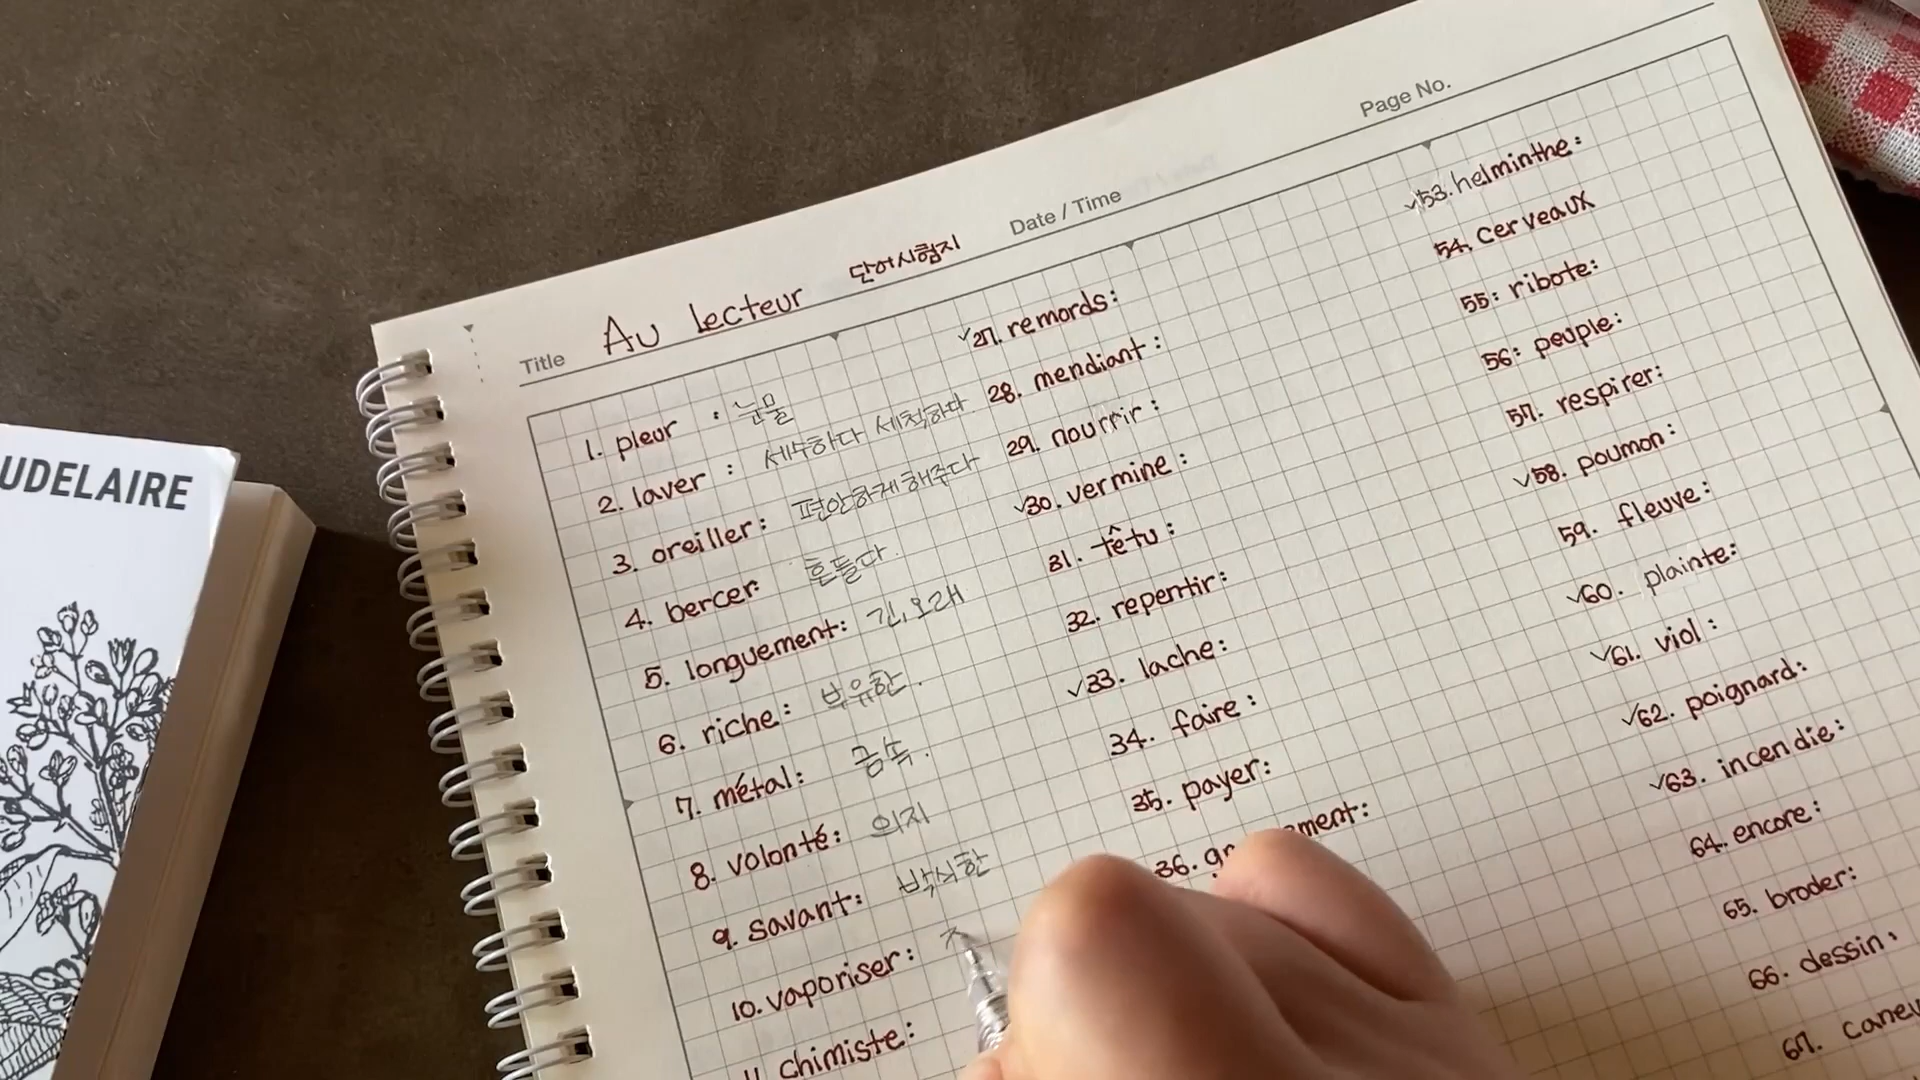 UDELAIRE
Title Au Lecteur 단어시험지 Date / Time Page No.
1. pleur : 눈물
2. laver : 세수하다 세척하다.
3. oreiller: 편안하게해주다
4. bercer: 흔들다.
5. longuement: 긴, 오래
6. riche: 부유한.
7. métal: 금속.
8. volonté: 의지
9. savant: 박식한
10. vaporiser:
11. chimiste:
✓27. remords:
28. mendiant:
29. nourrir:
✓30. vermine:
31. têtu:
32. repentir:
✓33. lache:
34. faire:
35. payer:
36. ment:
✓53. helminthe:
54. cerveaux
55: ribote:
56: peuple:
57. respirer:
✓58. poumon:
59. fleuve:
✓60. plainte:
✓61. viol:
✓62. poignard:
✓63. incendie:
64. encore:
65. broder:
66. dessin.
67.